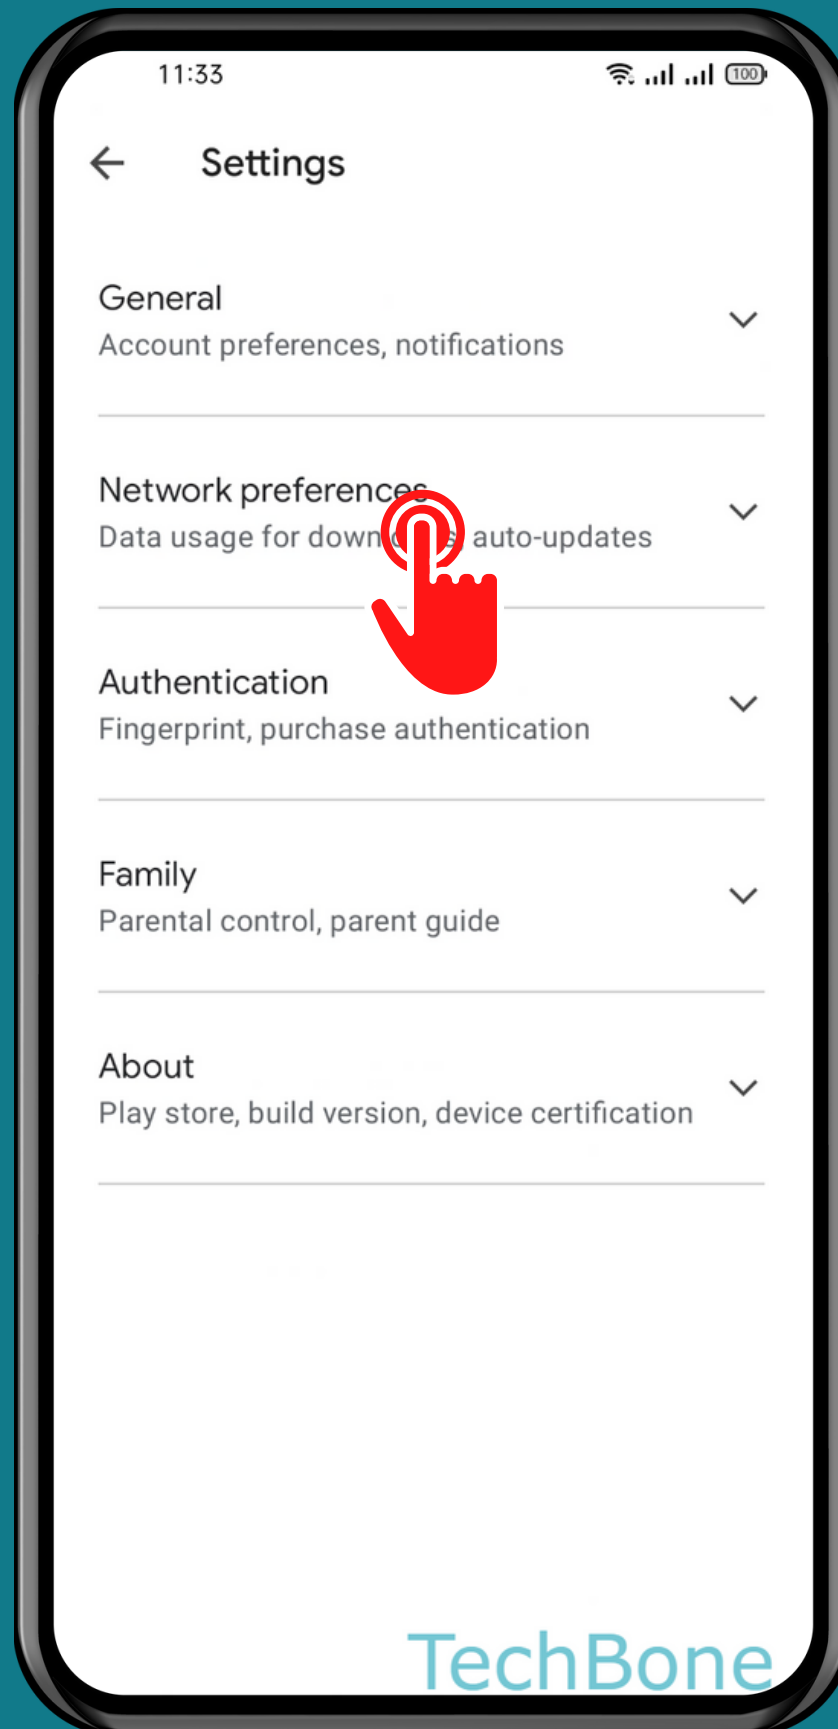 11:33
100
Settings
General
Account preferences, notifications
Network preferences
Data usage for down s, auto-updates
Authentication
Fingerprint, purchase authentication
Family
Parental control, parent guide
About
Play store, build version, device certification
TechBone